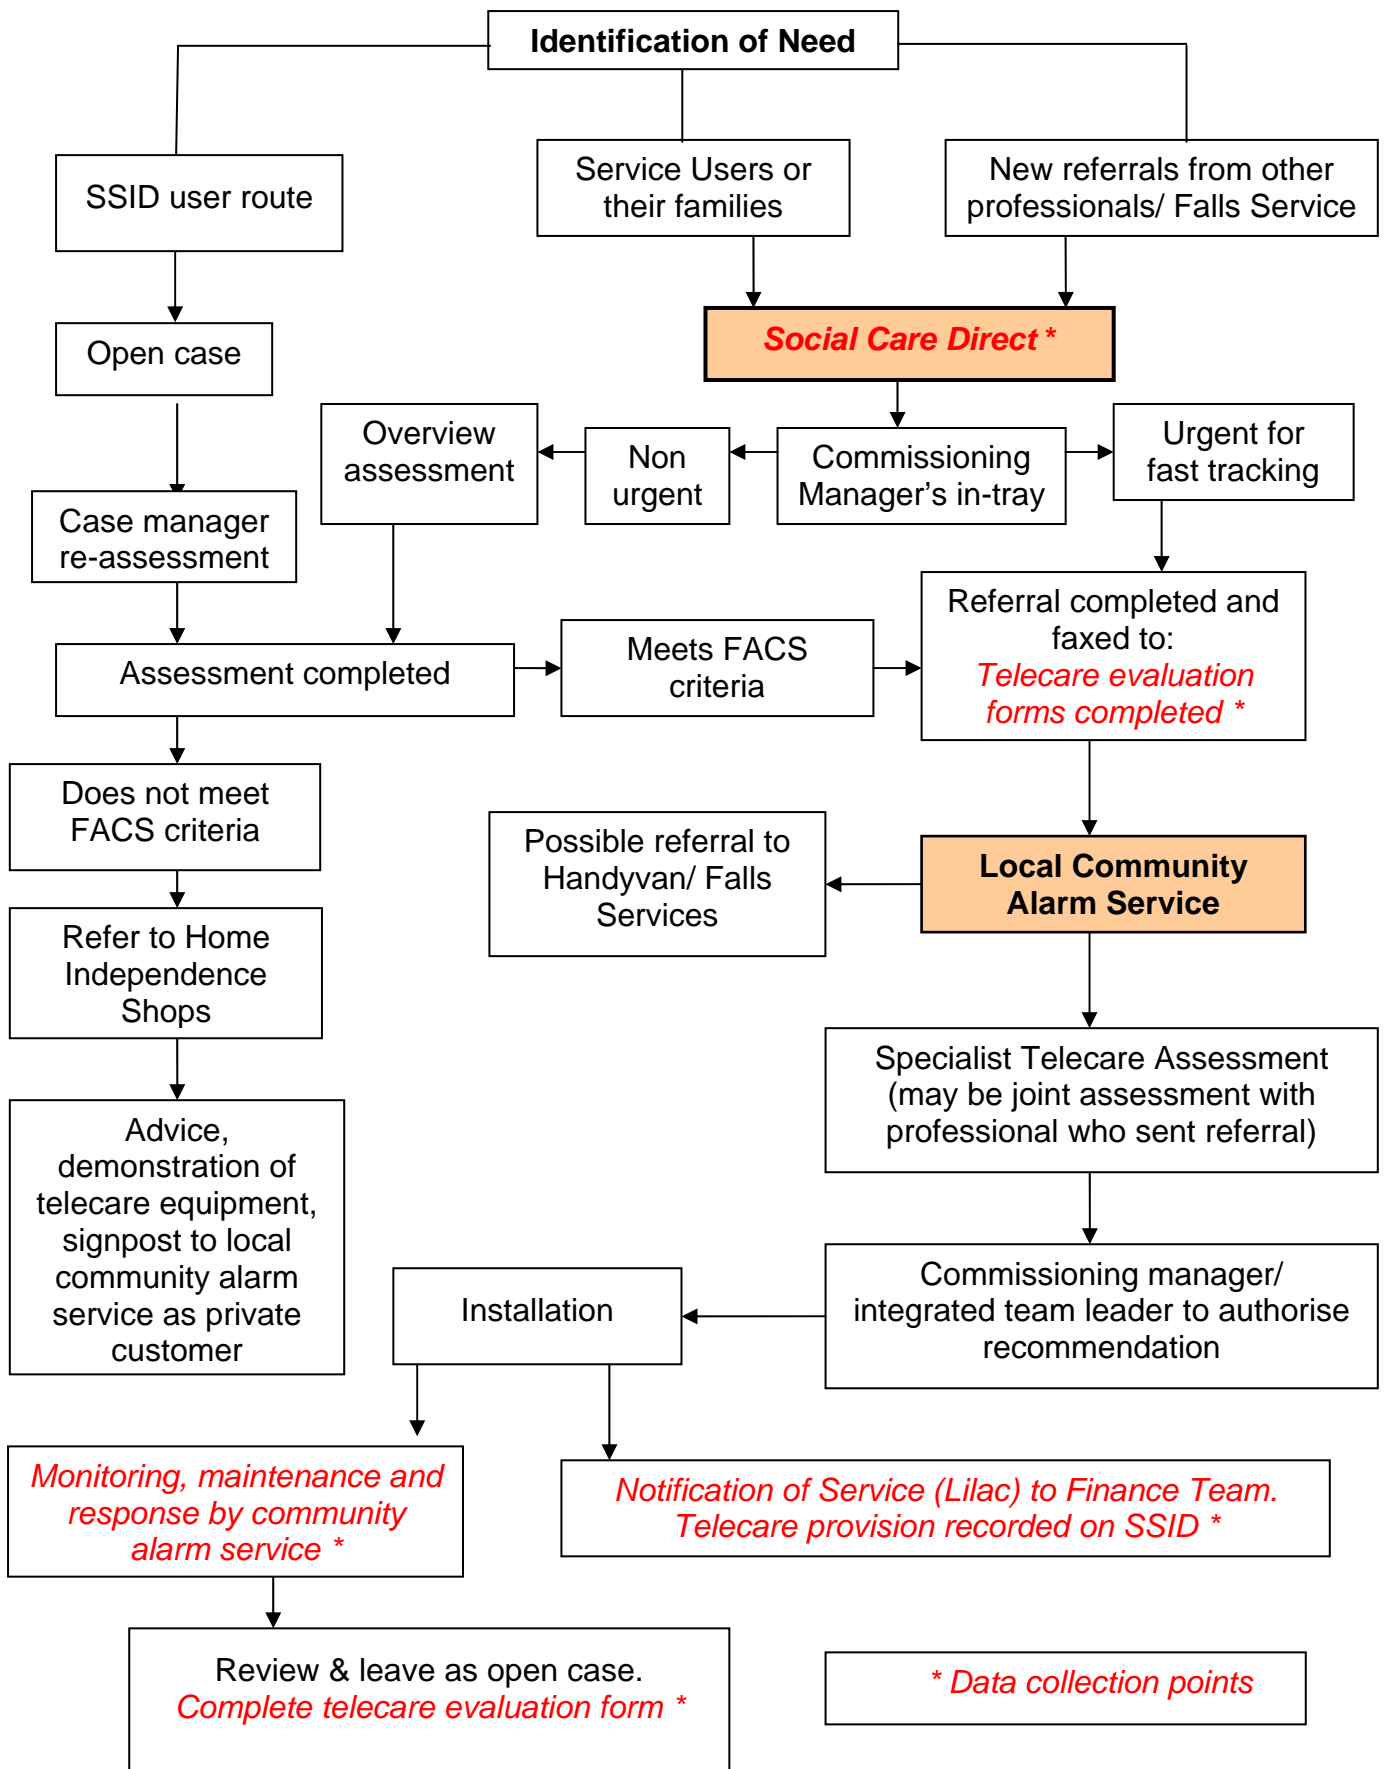 Identification of Need
SSID user route
Service Users or
their families
New referrals from other
professionals/ Falls Service
Social Care Direct *
Open case
Overview
assessment
Non
urgent
Commissioning
Manager's in-tray
Urgent for
fast tracking
Case manager
re-assessment
Assessment completed
Meets FACS
criteria
Referral completed and
faxed to:
Telecare evaluation
forms completed *
Does not meet
FACS criteria
Possible referral to
Handyvan/ Falls
Services
Local Community
Alarm Service
Refer to Home
Independence
Shops
Specialist Telecare Assessment
(may be joint assessment with
professional who sent referral)
Advice,
demonstration of
telecare equipment,
signpost to local
community alarm
service as private
customer
Installation
Commissioning manager/
integrated team leader to authorise
recommendation
Monitoring, maintenance and
response by community
alarm service *
Notification of Service (Lilac) to Finance Team.
Telecare provision recorded on SSID *
Review & leave as open case.
Complete telecare evaluation form *
* Data collection points